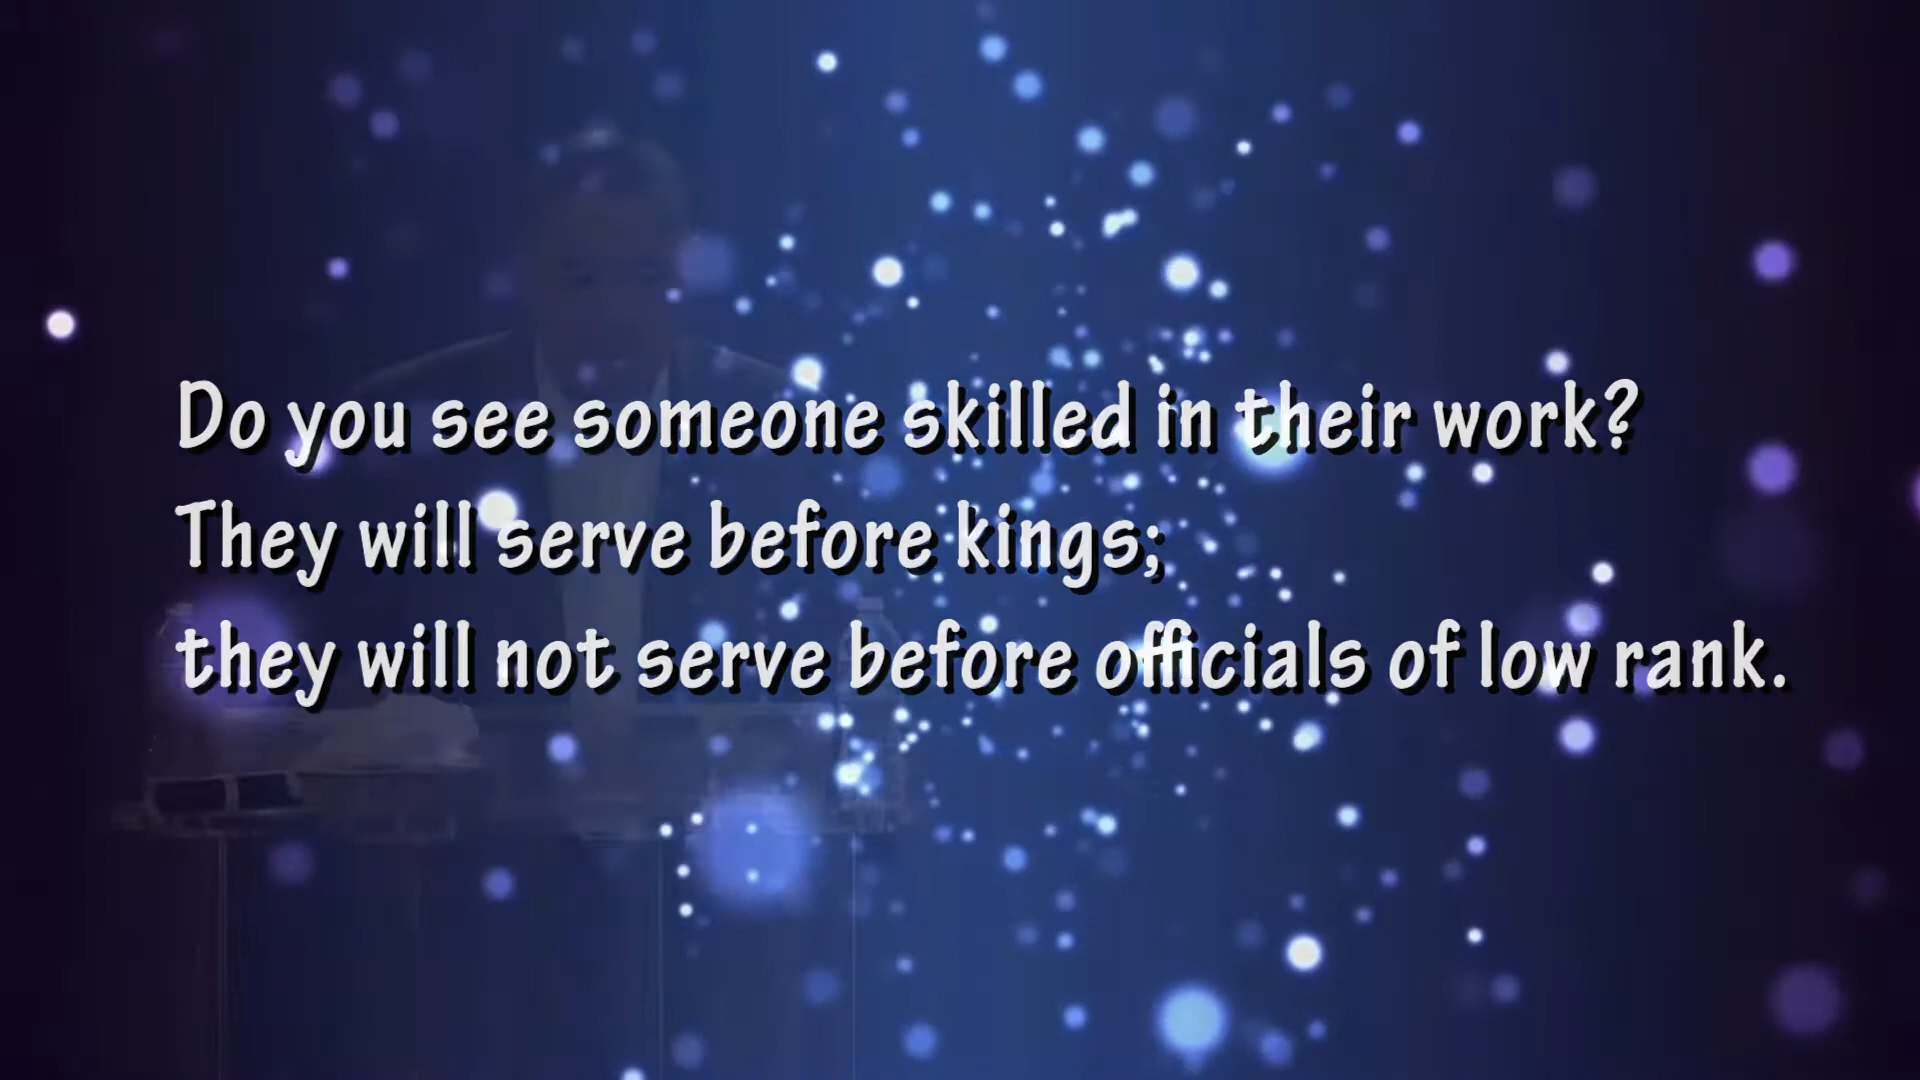 Do you see someone skilled in their work?
They will serve before kings;
they will not serve before officials of low rank.